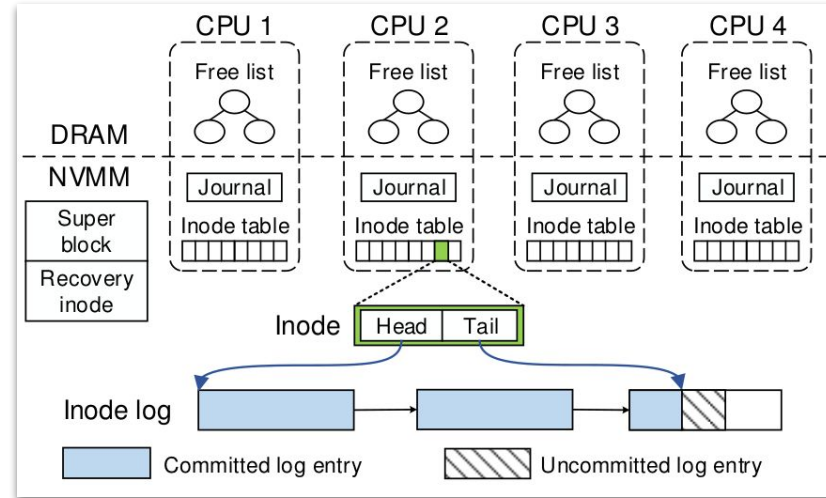 CPU 1
CPU 2
CPU 3
CPU 4
Free list
Free list
Free list
Free list
DRAM
NVMM
Journal
Journal
Journal
Journal
Super
block
Recovery
inode
Inode table
Inode table
Inode table
Inode table
Inode
Head
Tail
Inode log
Committed log entry
Uncommitted log entry